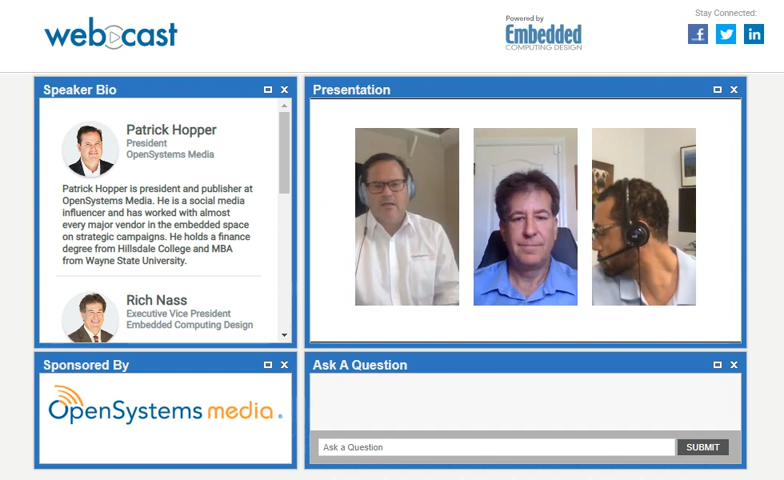 webcast
Powered by
Embedded
COMPUTING DESIGN
Stay Connected:
Speaker Bio
Patrick Hopper
President
OpenSystems Media
Patrick Hopper is president and publisher at
OpenSystems Media. He is a social media
influencer and has worked with almost
every major vendor in the embedded space
on strategic campaigns. He holds a finance
degree from Hillsdale College and MBA
from Wayne State University.
Rich Nass
Executive Vice President
Embedded Computing Design
Presentation
Sponsored By
OpenSystems media
Ask A Question
Ask a Question
SUBMIT